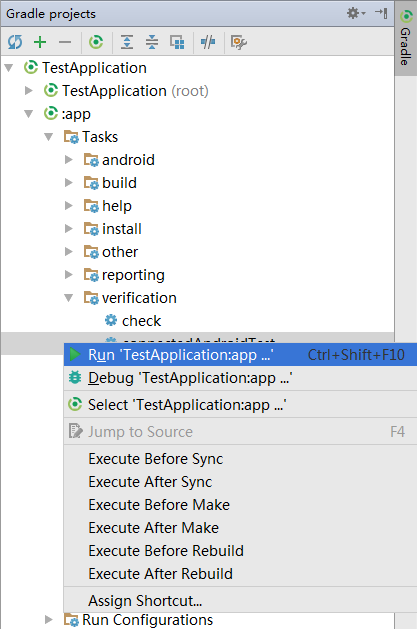 Gradle projects
Gradle
TestApplication
TestApplication (root)
:app
Tasks
android
build
help
install
other
reporting
verification
check
connectedAndroidTest
Run 'TestApplication:app ...' Ctrl+Shift+F10
Debug 'TestApplication:app ...'
Select 'TestApplication:app ...'
Jump to Source F4
Execute Before Sync
Execute After Sync
Execute Before Make
Execute After Make
Execute Before Rebuild
Execute After Rebuild
Assign Shortcut...
Run Configurations